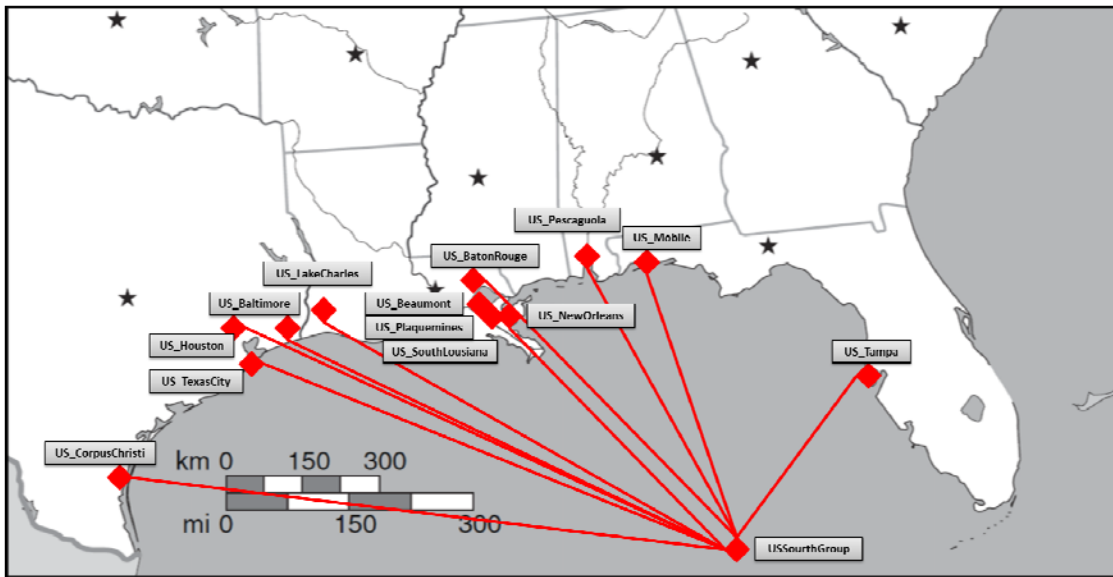 US_Pescaguola
US_Mobile
US_BatonRouge
US_LakeCharles
US_Baltimore
US_Beaumont
US_NewOrleans
US_Plaquemines
US_Houston
US_SouthLousiana
US_Tampa
US_TexasCity
US_CorpusChristi
km 0 150 300
mi 0 150 300
USSourthGroup